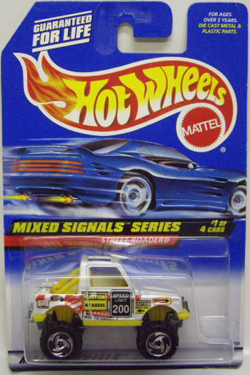 GUARANTEED
FOR LIFE
FOR AGES
OVER 3 YEARS.
DIE CAST METAL &
PLASTIC PARTS.
Hot Wheels
MATTEL
MIXED SIGNALS™ SERIES
#1 OF
4 CARS
STREET ROADER®
SPEED
LIMIT
200